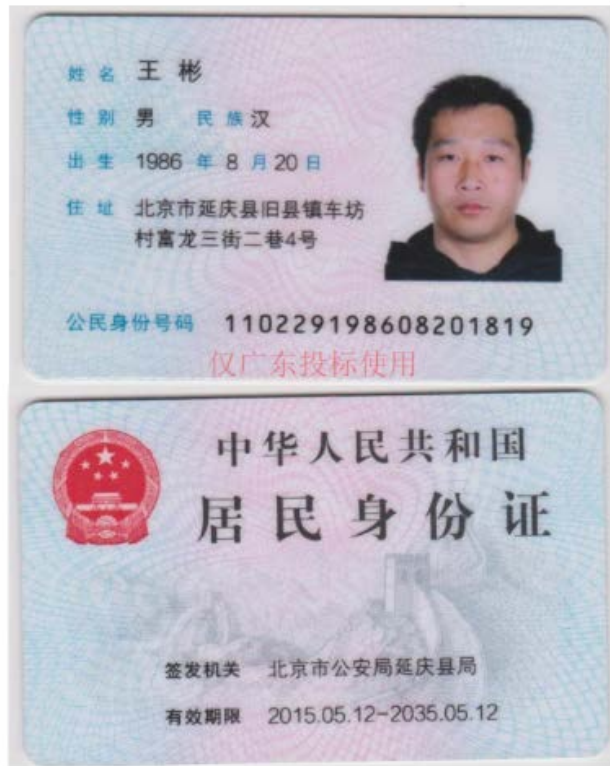 姓名 王彬
性别 男 民族 汉
出生 1986 年 8 月 20 日
住址 北京市延庆县旧县镇车坊
村富龙三街二巷4号
公民身份号码 110229198608201819
仅广东投标使用
中华人民共和国
居民身份证
签发机关 北京市公安局延庆县局
有效期限 2015.05.12-2035.05.12